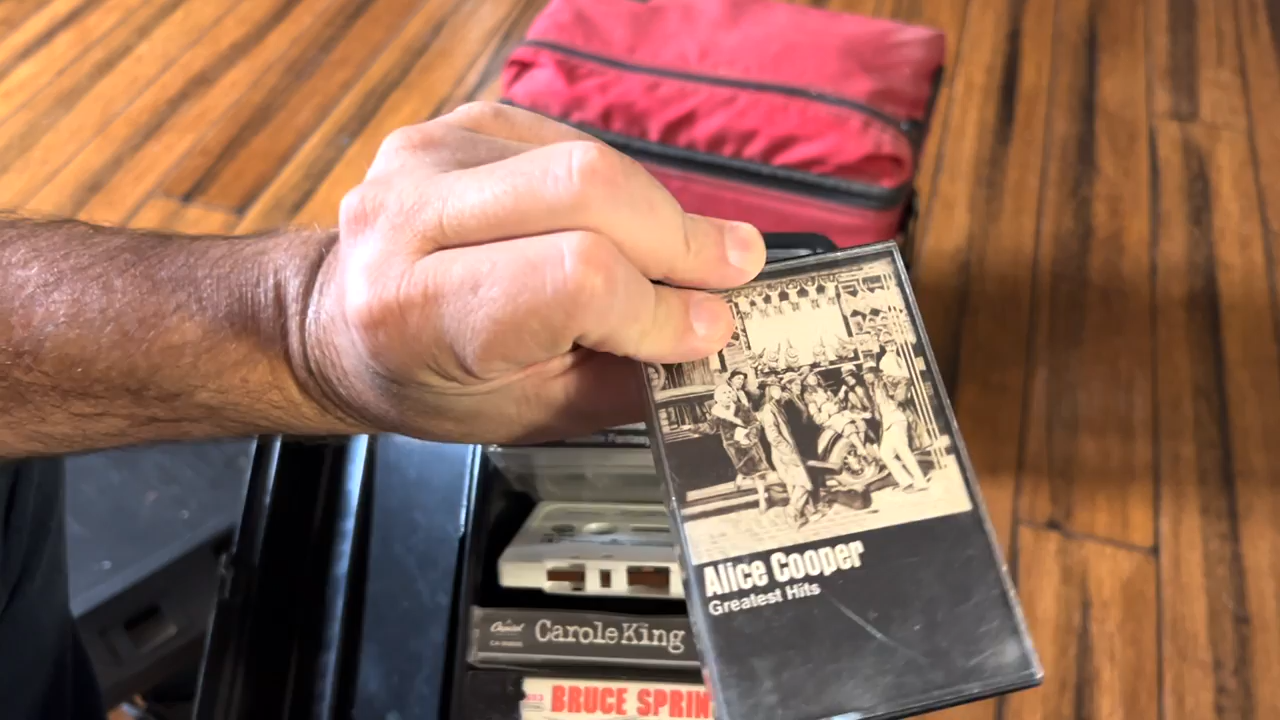 Alice Cooper
Greatest Hits
Capitol
Carole King
BRUCE SPRIN